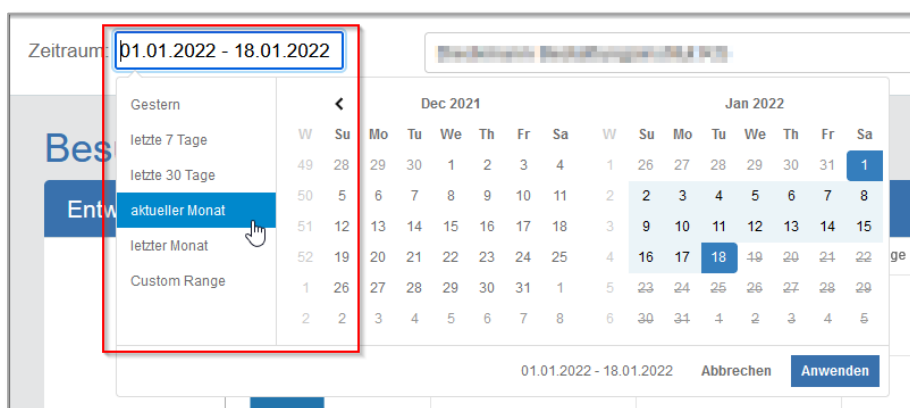 Zeitraum: 01.01.2022 - 18.01.2022
Gestern
letzte 7 Tage
letzte 30 Tage
aktueller Monat
letzter Monat
Custom Range
Dec 2021
W Su Mo Tu We Th Fr Sa
49 28 29 30 1 2 3 4
50 5 6 7 8 9 10 11
51 12 13 14 15 16 17 18
52 19 20 21 22 23 24 25
1 26 27 28 29 30 31 1
2 2 3 4 5 6 7 8
Jan 2022
W Su Mo Tu We Th Fr Sa
1 26 27 28 29 30 31 1
2 2 3 4 5 6 7 8
3 9 10 11 12 13 14 15
4 16 17 18 19 20 21 22
5 23 24 25 26 27 28 29
6 30 31 1 2 3 4 5
01.01.2022 - 18.01.2022 Abbrechen Anwenden
Bes
Entw
ge